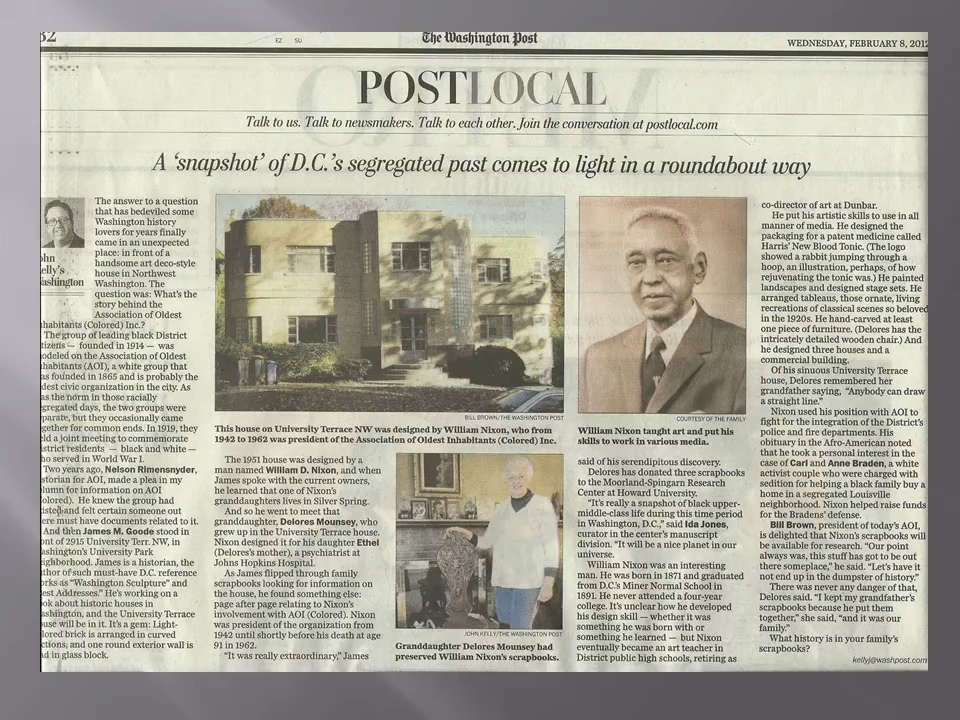 32
EZ SU
The Washington Post
WEDNESDAY, FEBRUARY 8, 2012
POSTLOCAL
Talk to us. Talk to newsmakers. Talk to each other. Join the conversation at postlocal.com
A ‘snapshot’ of D.C.’s segregated past comes to light in a roundabout way
ohn
elly's
ashington
The answer to a question
that has bedeviled some
Washington history
lovers for years finally
came in an unexpected
place: in front of a
handsome art deco-style
house in Northwest
Washington. The
question was: What's the
story behind the
Association of Oldest
habitants (Colored) Inc.?
The group of leading black District
tizens — founded in 1914 — was
odeled on the Association of Oldest
habitants (AOI), a white group that
as founded in 1865 and is probably the
dest civic organization in the city. As
as the norm in those racially
gregated days, the two groups were
parate, but they occasionally came
gether for common ends. In 1919, they
ld a joint meeting to commemorate
strict residents — black and white —
ho served in World War I.
Two years ago, Nelson Rimensnyder,
storian for AOI, made a plea in my
lumn for information on AOI
olored). He knew the group had
isted and felt certain someone out
ere must have documents related to it.
And then James M. Goode stood in
ont of 2915 University Terr. NW, in
ashington's University Park
eighborhood. James is a historian, the
thor of such must-have D.C. reference
rks as “Washington Sculpture” and
est Addresses.” He's working on a
ok about historic houses in
ashington, and the University Terrace
ouse will be in it. It's a gem: Light-
lored brick is arranged in curved
ctions, and one round exterior wall is
ad in glass block.
BILL BROWN/THE WASHINGTON POST
This house on University Terrace NW was designed by William Nixon, who from
1942 to 1962 was president of the Association of Oldest Inhabitants (Colored) Inc.
COURTESY OF THE FAMILY
William Nixon taught art and put his
skills to work in various media.
The 1951 house was designed by a
man named William D. Nixon, and when
James spoke with the current owners,
he learned that one of Nixon's
granddaughters lives in Silver Spring.
And so he went to meet that
granddaughter, Delores Mounsey, who
grew up in the University Terrace house.
Nixon designed it for his daughter Ethel
(Delores's mother), a psychiatrist at
Johns Hopkins Hospital.
As James flipped through family
scrapbooks looking for information on
the house, he found something else:
page after page relating to Nixon's
involvement with AOI (Colored). Nixon
was president of the organization from
1942 until shortly before his death at age
91 in 1962.
“It was really extraordinary,” James
JOHN KELLY/THE WASHINGTON POST
Granddaughter Delores Mounsey had
preserved William Nixon's scrapbooks.
said of his serendipitous discovery.
Delores has donated three scrapbooks
to the Moorland-Spingarn Research
Center at Howard University.
“It's really a snapshot of black upper-
middle-class life during this time period
in Washington, D.C.,” said Ida Jones,
curator in the center's manuscript
division. “It will be a nice planet in our
universe.
William Nixon was an interesting
man. He was born in 1871 and graduated
from D.C.'s Miner Normal School in
1891. He never attended a four-year
college. It's unclear how he developed
his design skill — whether it was
something he was born with or
something he learned — but Nixon
eventually became an art teacher in
District public high schools, retiring as
co-director of art at Dunbar.
He put his artistic skills to use in all
manner of media. He designed the
packaging for a patent medicine called
Harris' New Blood Tonic. (The logo
showed a rabbit jumping through a
hoop, an illustration, perhaps, of how
rejuvenating the tonic was.) He painted
landscapes and designed stage sets. He
arranged tableaus, those ornate, living
recreations of classical scenes so beloved
in the 1920s. He hand-carved at least
one piece of furniture. (Delores has the
intricately detailed wooden chair.) And
he designed three houses and a
commercial building.
Of his sinuous University Terrace
house, Delores remembered her
grandfather saying, “Anybody can draw
a straight line.”
Nixon used his position with AOI to
fight for the integration of the District's
police and fire departments. His
obituary in the Afro-American noted
that he took a personal interest in the
case of Carl and Anne Braden, a white
activist couple who were charged with
sedition for helping a black family buy a
home in a segregated Louisville
neighborhood. Nixon helped raise funds
for the Bradens' defense.
Bill Brown, president of today's AOI,
is delighted that Nixon's scrapbooks will
be available for research. “Our point
always was, this stuff has got to be out
there someplace,” he said. “Let's have it
not end up in the dumpster of history.”
There was never any danger of that,
Delores said. “I kept my grandfather's
scrapbooks because he put them
together,” she said, “and it was our
family.”
What history is in your family's
scrapbooks?
kellyj@washpost.com